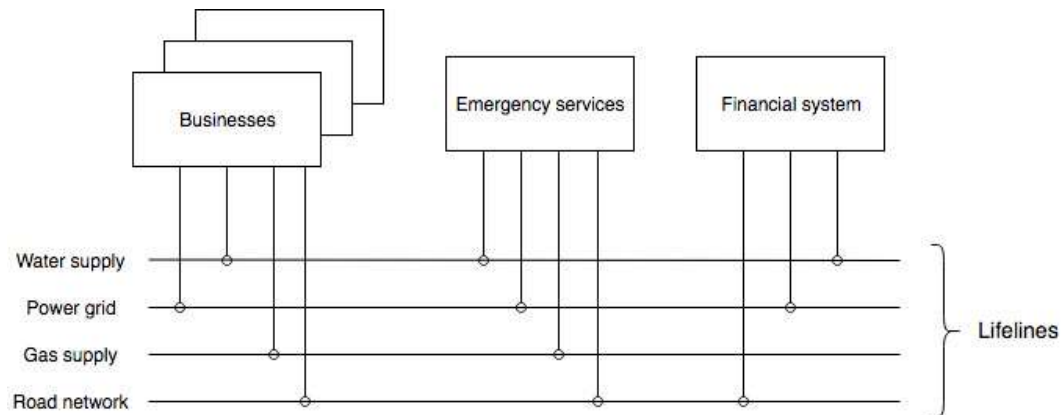 Businesses
Emergency services
Financial system
Water supply
Power grid
Gas supply
Road network
Lifelines